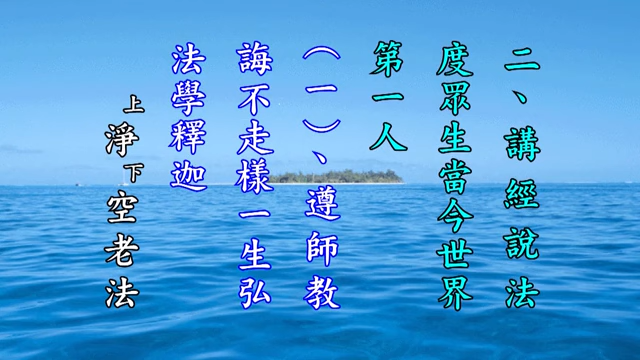 二、講經說法
度眾生當今世界
第一人
（一）、遵師教
誨不走樣一生弘
法學釋迦
上淨下空老法